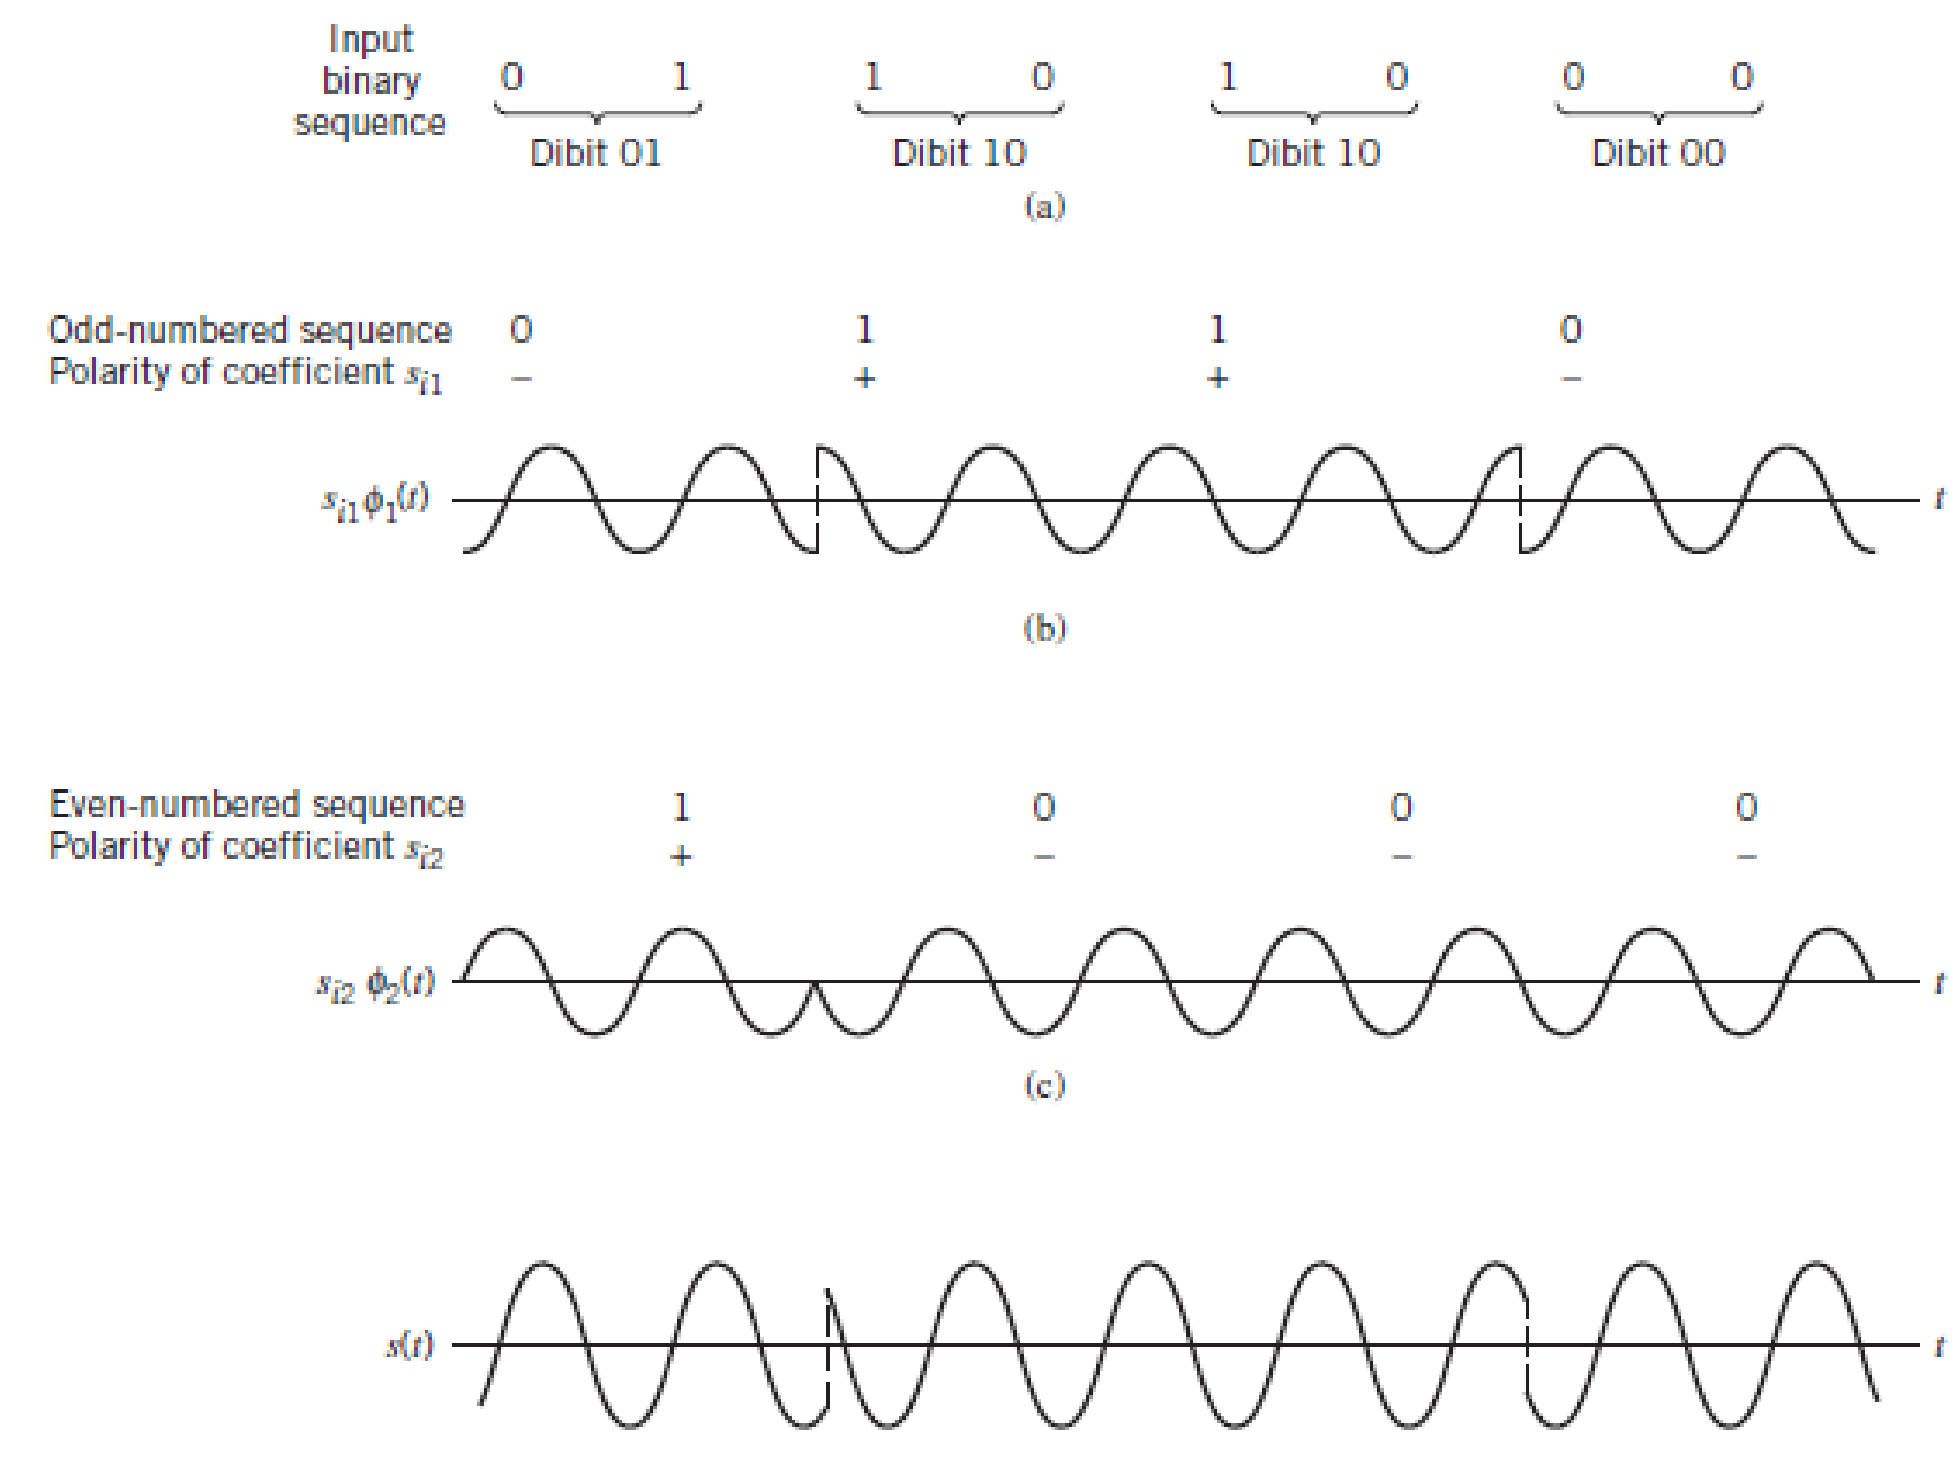 Input
binary
sequence
0 1 1 0 1 0 0 0
Dibit 01 Dibit 10 Dibit 10 Dibit 00
(a)
Odd-numbered sequence 0 1 1 0
Polarity of coefficient si1 − + + −
si1ϕ1(t) t
(b)
Even-numbered sequence 1 0 0 0
Polarity of coefficient si2 + − − −
si2 ϕ2(t) t
(c)
s(t) t